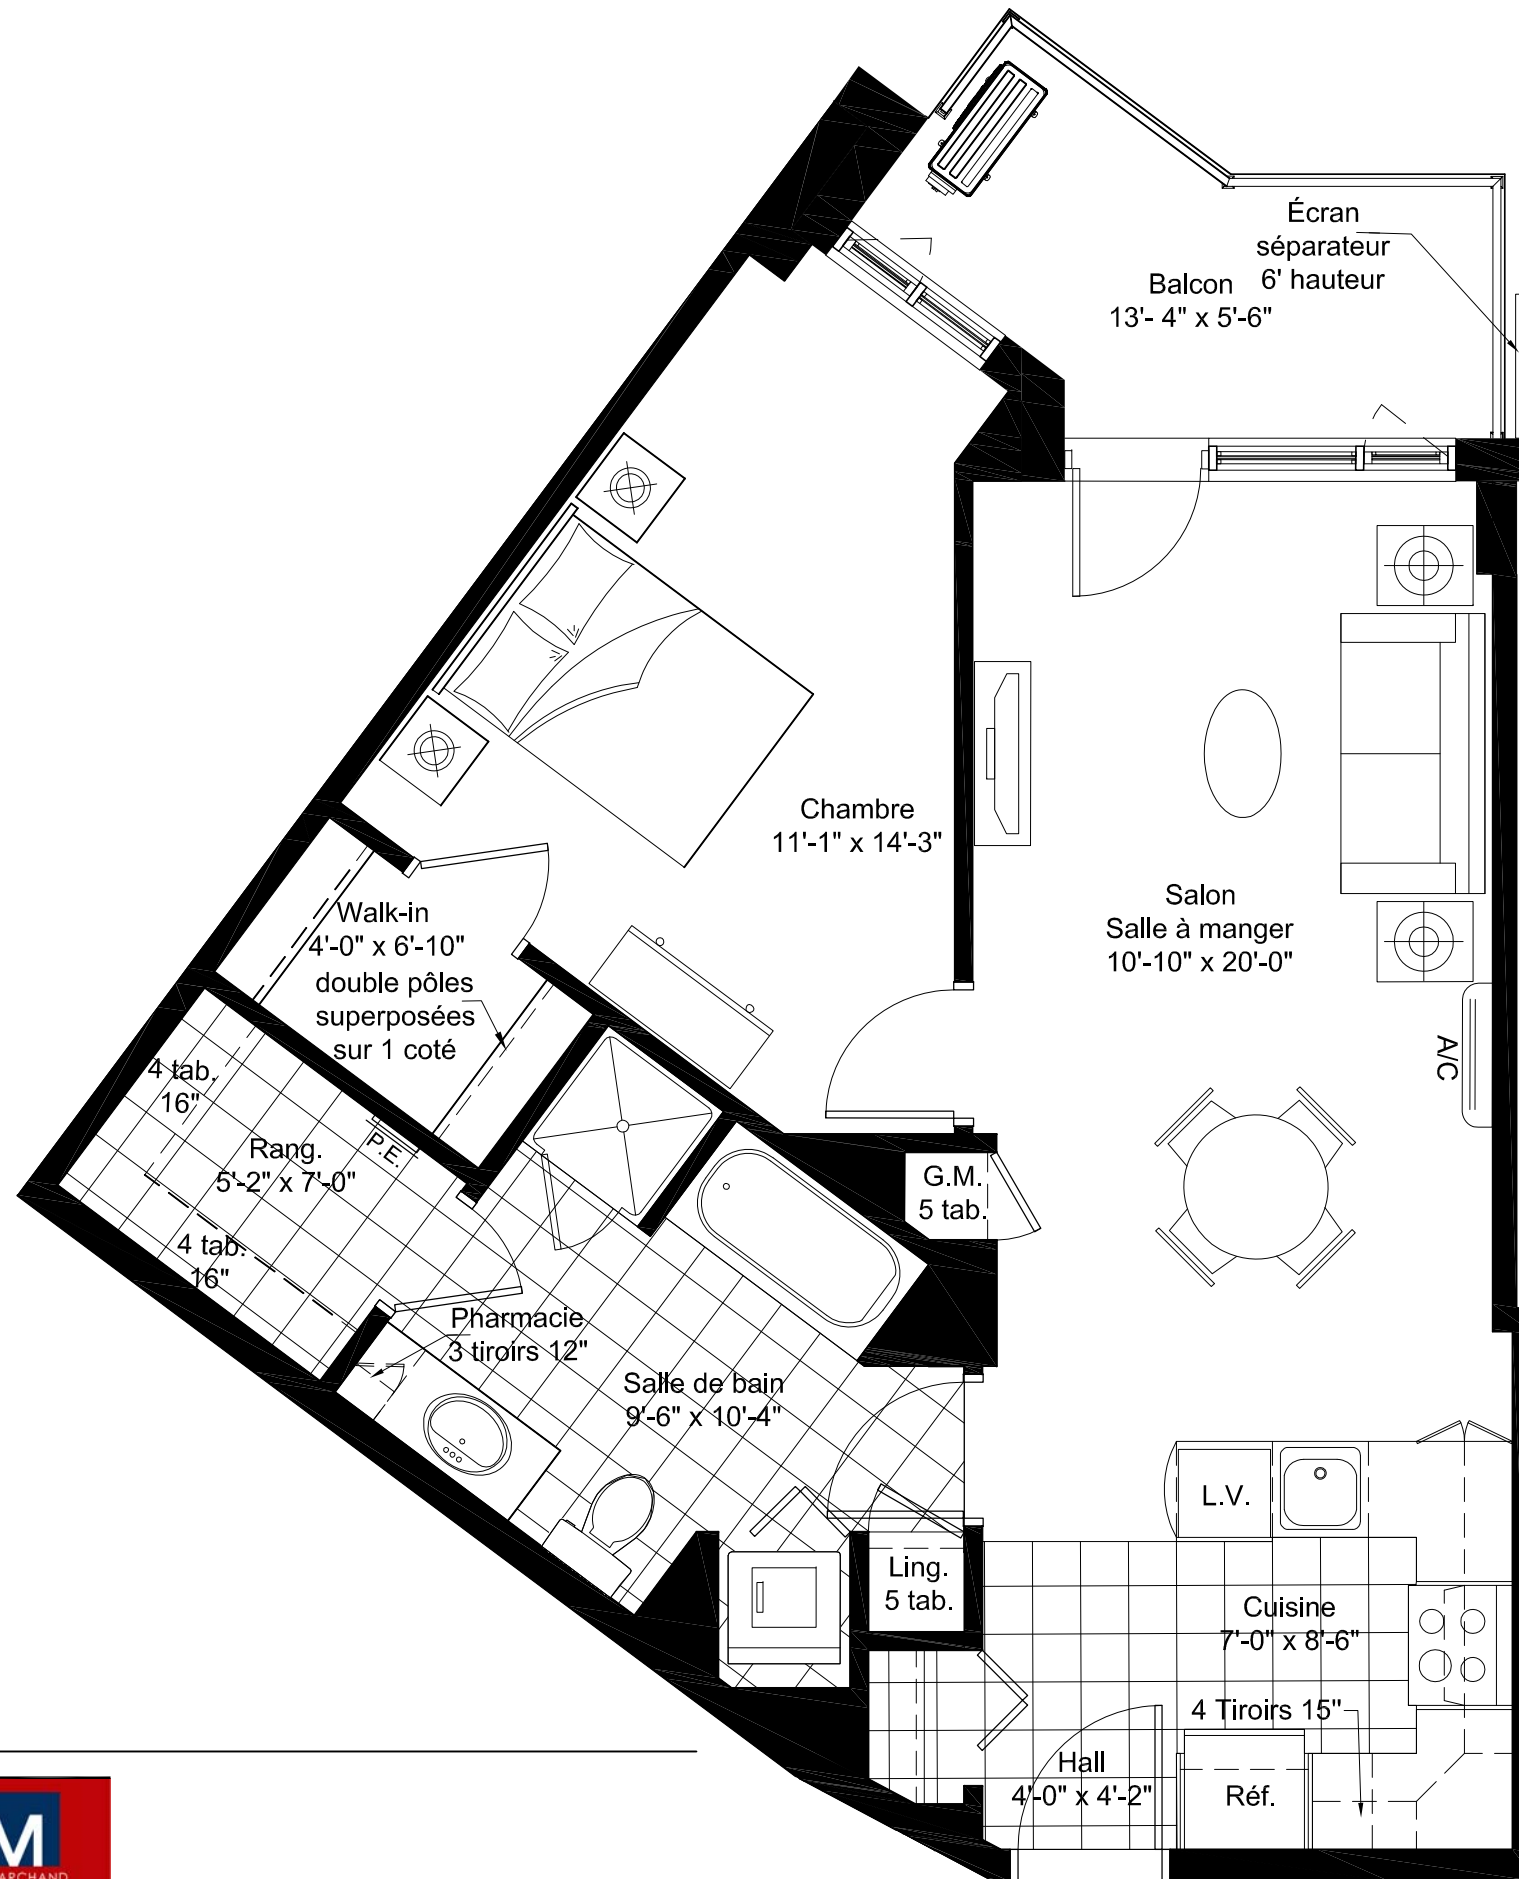 Écran
séparateur
6' hauteur
Balcon
13'- 4" x 5'-6"
Chambre
11'-1" x 14'-3"
Salon
Salle à manger
10'-10" x 20'-0"
Walk-in
4'-0" x 6'-10"
double pôles
superposées
sur 1 coté
A/C
4 tab.
16"
Rang.
5'-2" x 7'-0"
P.E.
G.M.
5 tab.
4 tab.
16"
Pharmacie
3 tiroirs 12"
Salle de bain
9'-6" x 10'-4"
L.V.
Ling.
5 tab.
Cuisine
7'-0" x 8'-6"
4 Tiroirs 15"
Hall
4'-0" x 4'-2"
Réf.
M